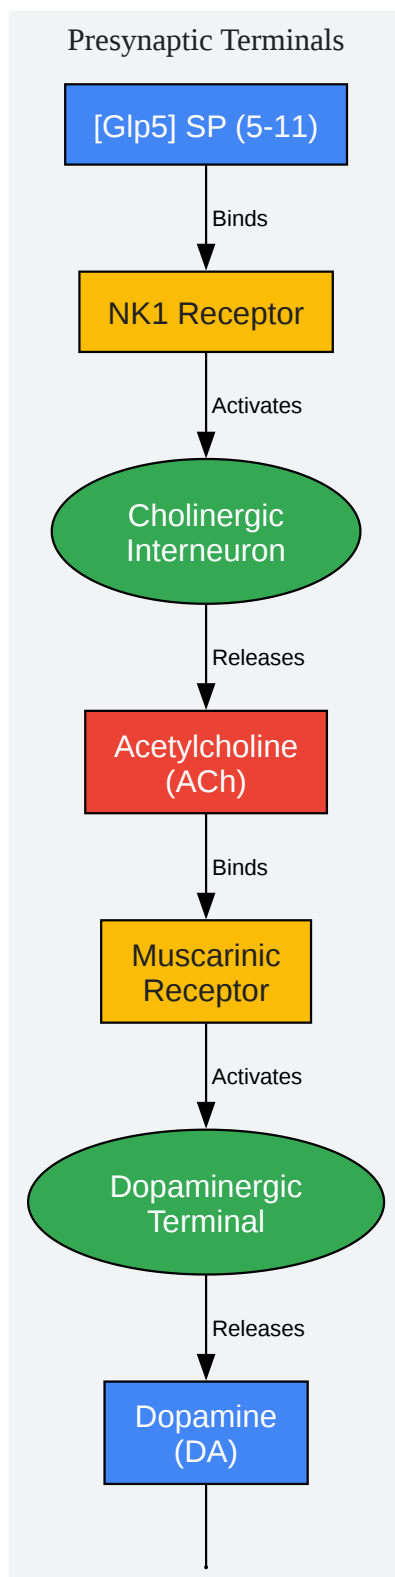 Presynaptic Terminals
[Glp5] SP (5-11)
Binds
NK1 Receptor
Activates
Cholinergic
Interneuron
Releases
Acetylcholine
(ACh)
Binds
Muscarinic
Receptor
Activates
Dopaminergic
Terminal
Releases
Dopamine
(DA)